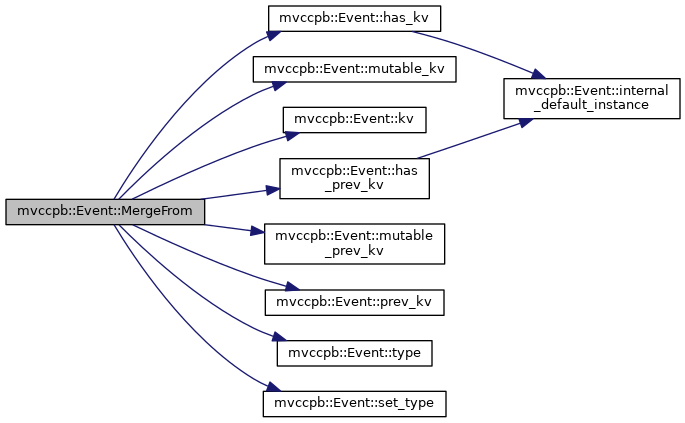 mvccpb::Event::MergeFrom
mvccpb::Event::has_kv
mvccpb::Event::mutable_kv
mvccpb::Event::kv
mvccpb::Event::has
_prev_kv
mvccpb::Event::mutable
_prev_kv
mvccpb::Event::prev_kv
mvccpb::Event::type
mvccpb::Event::set_type
mvccpb::Event::internal
_default_instance